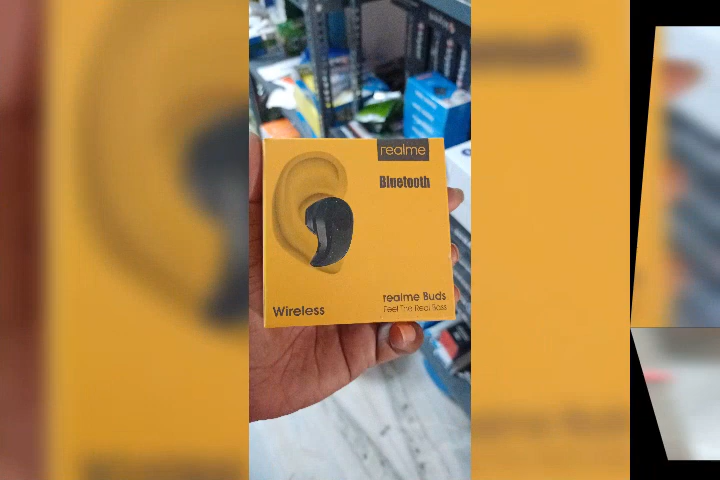 realme
Bluetooth
realme Buds
Wireless
Feel The Real Bass